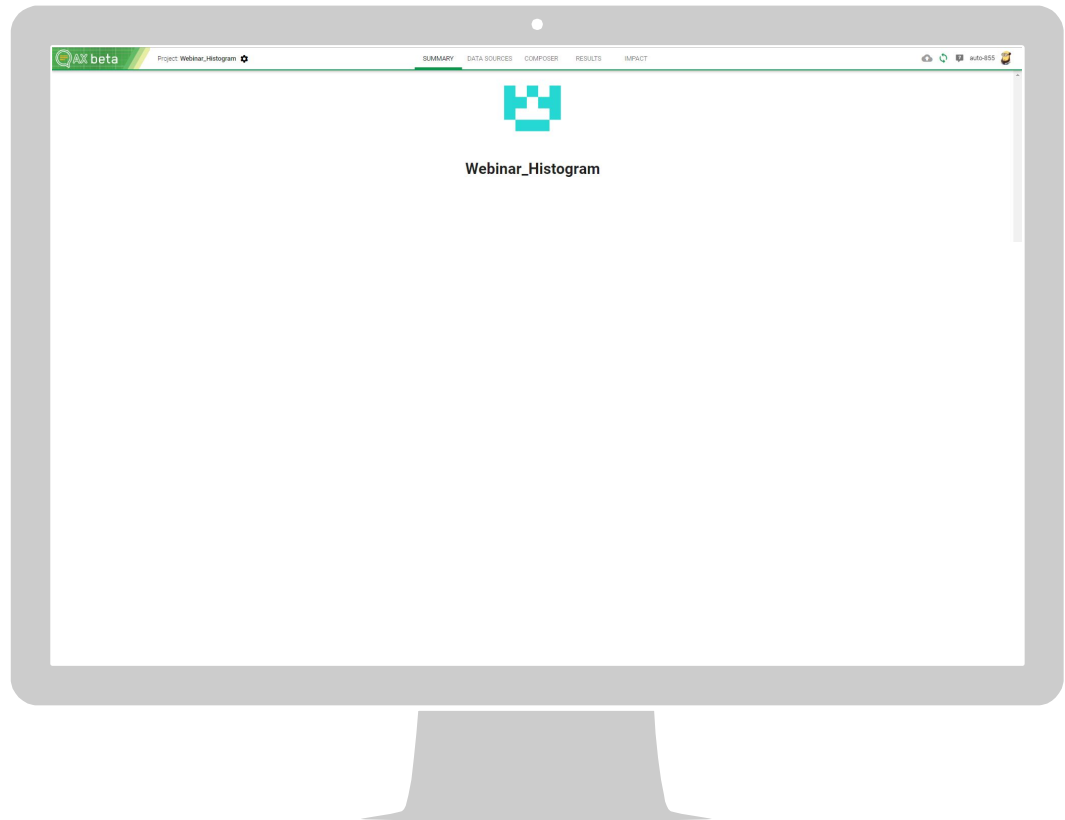 QAX beta
Project: Webinar_Histogram
SUMMARY DATA SOURCES COMPOSER RESULTS IMPACT
auto-855
Webinar_Histogram